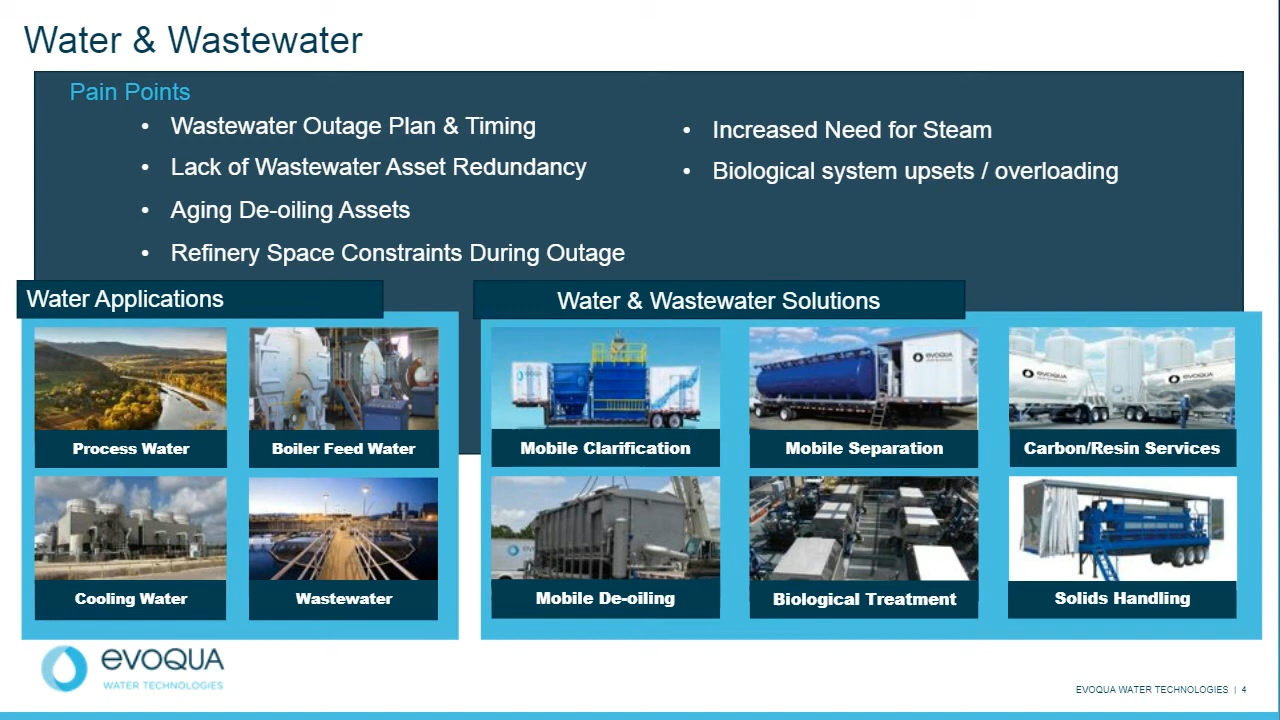 Water & Wastewater
Pain Points
• Wastewater Outage Plan & Timing
• Lack of Wastewater Asset Redundancy
• Aging De-oiling Assets
• Refinery Space Constraints During Outage
• Increased Need for Steam
• Biological system upsets / overloading
Water Applications
Process Water
Boiler Feed Water
Cooling Water
Wastewater
Water & Wastewater Solutions
evoqua
evoqua
evoqua
Mobile Clarification
Mobile Separation
Carbon/Resin Services
Mobile De-oiling
Biological Treatment
Solids Handling
evoqua
WATER TECHNOLOGIES
EVOQUA WATER TECHNOLOGIES | 4